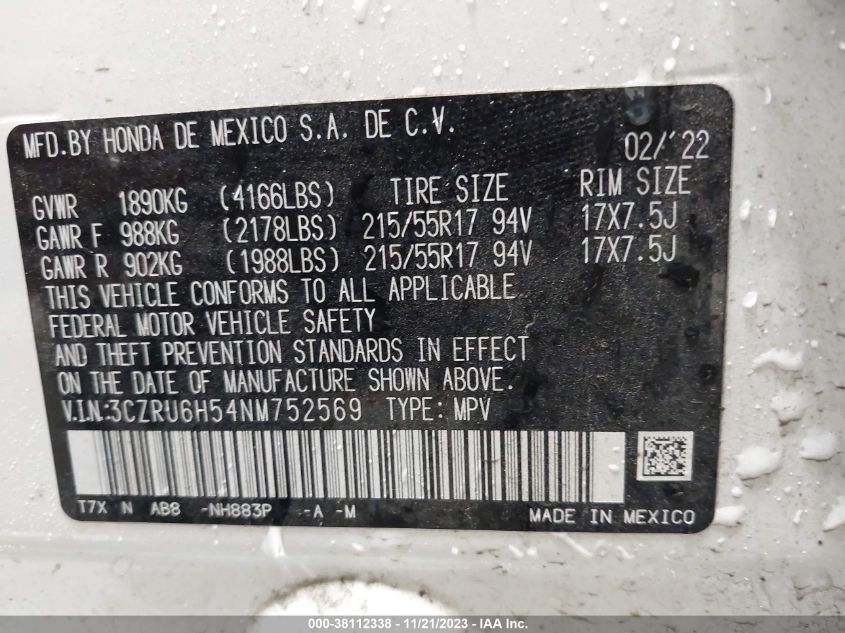 MFD.BY HONDA DE MEXICO S.A. DE C.V.
02/'22
GVWR 1890KG (4166LBS) TIRE SIZE RIM SIZE
GAWR F 988KG (2178LBS) 215/55R17 94V 17X7.5J
GAWR R 902KG (1988LBS) 215/55R17 94V 17X7.5J
THIS VEHICLE CONFORMS TO ALL APPLICABLE
FEDERAL MOTOR VEHICLE SAFETY
AND THEFT PREVENTION STANDARDS IN EFFECT
ON THE DATE OF MANUFACTURE SHOWN ABOVE.
V.I.N:3CZRU6H54NM752569 TYPE: MPV
T7X N AB8 -NH883P -A -M MADE IN MEXICO
000-38112338 - 11/21/2023 - IAA Inc.